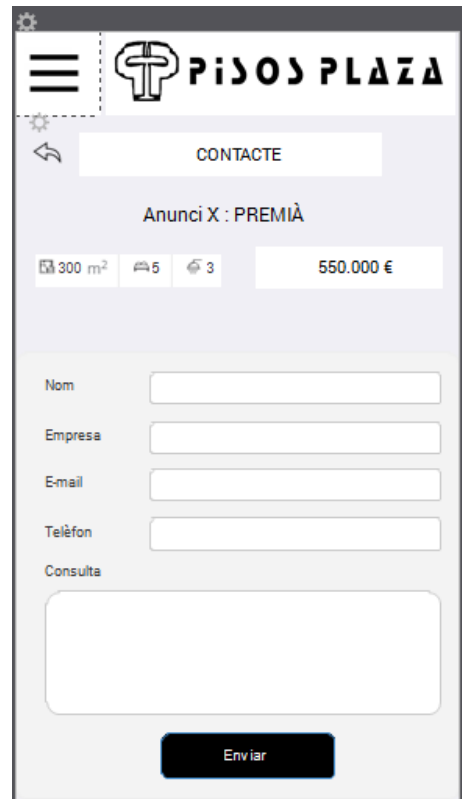 PiSOS PLAZA
CONTACTE
Anunci X : PREMIÀ
300 m² 5 3 550.000 €
Nom
Empresa
E-mail
Telèfon
Consulta
Enviar